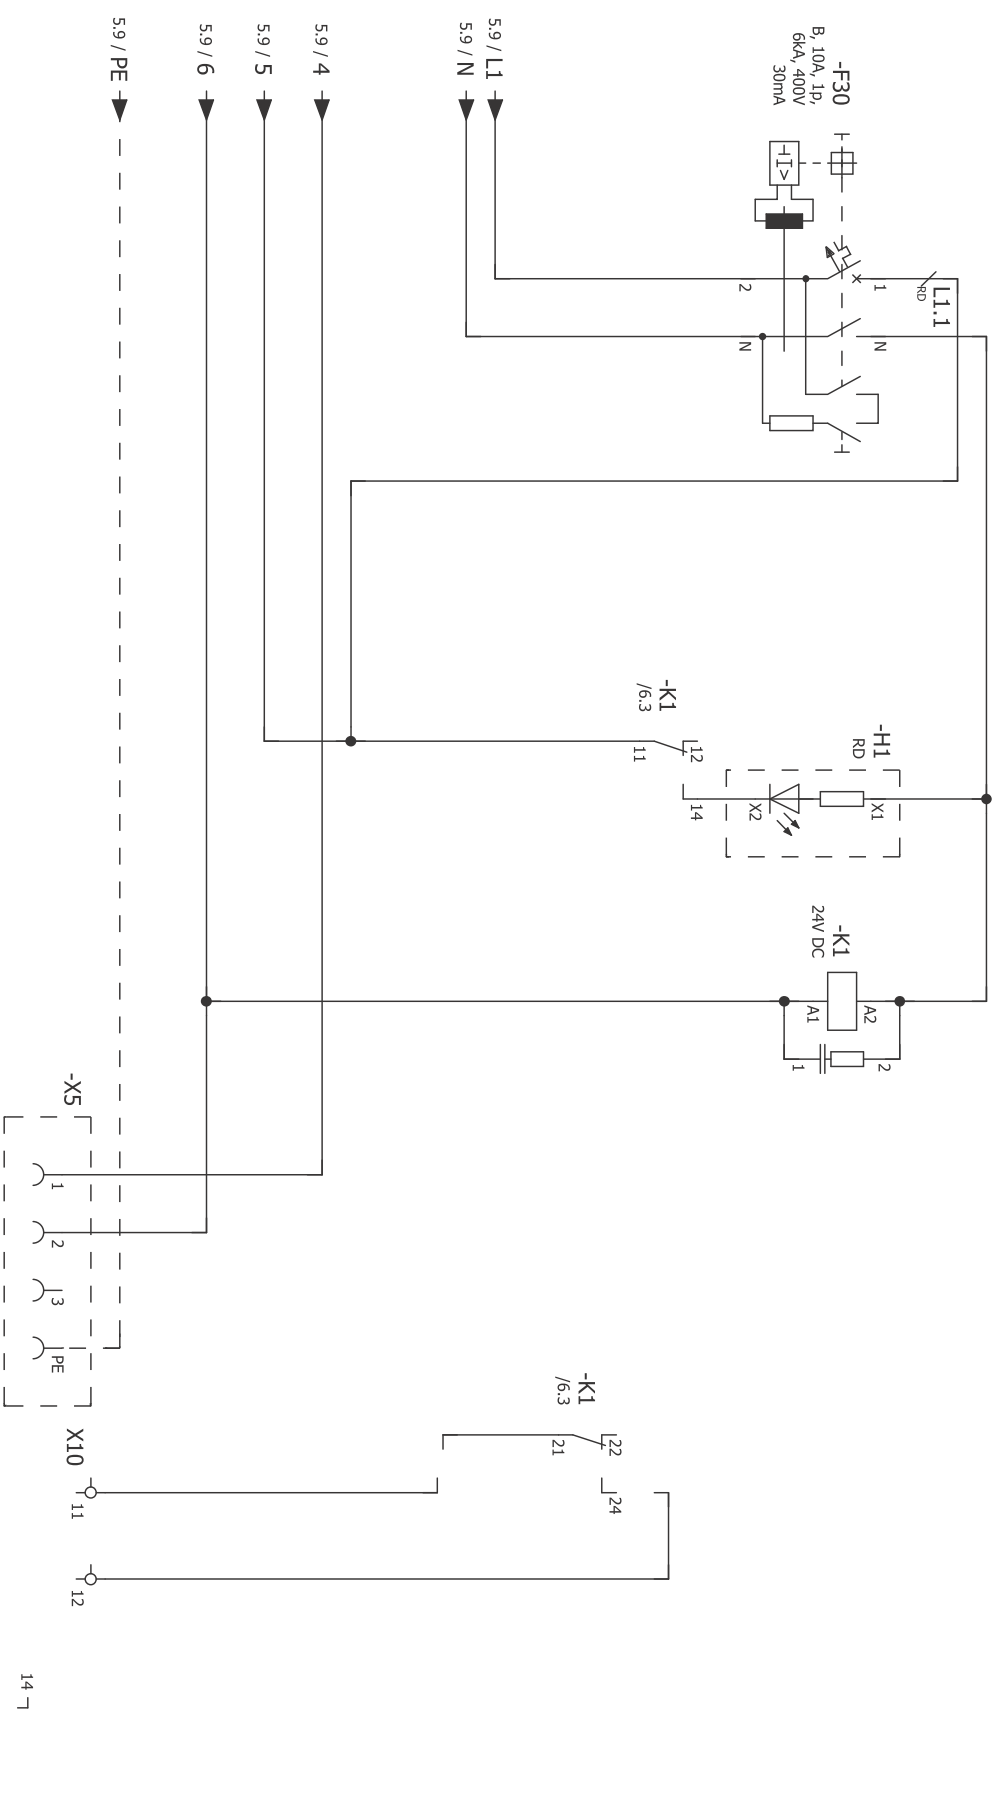 5.9 / L1
5.9 / N
5.9 / 4
5.9 / 5
5.9 / 6
5.9 / PE
-F30
B, 10A, 1p,
6kA, 400V
30mA
I>
L1.1
RD
1
2
N
N
-K1
/6.3
12
11
14
-H1
RD
X1
X2
-K1
24V DC
A2
A1
2
1
-X5
1
2
3
PE
-K1
/6.3
22
21
24
X10
11
12
14